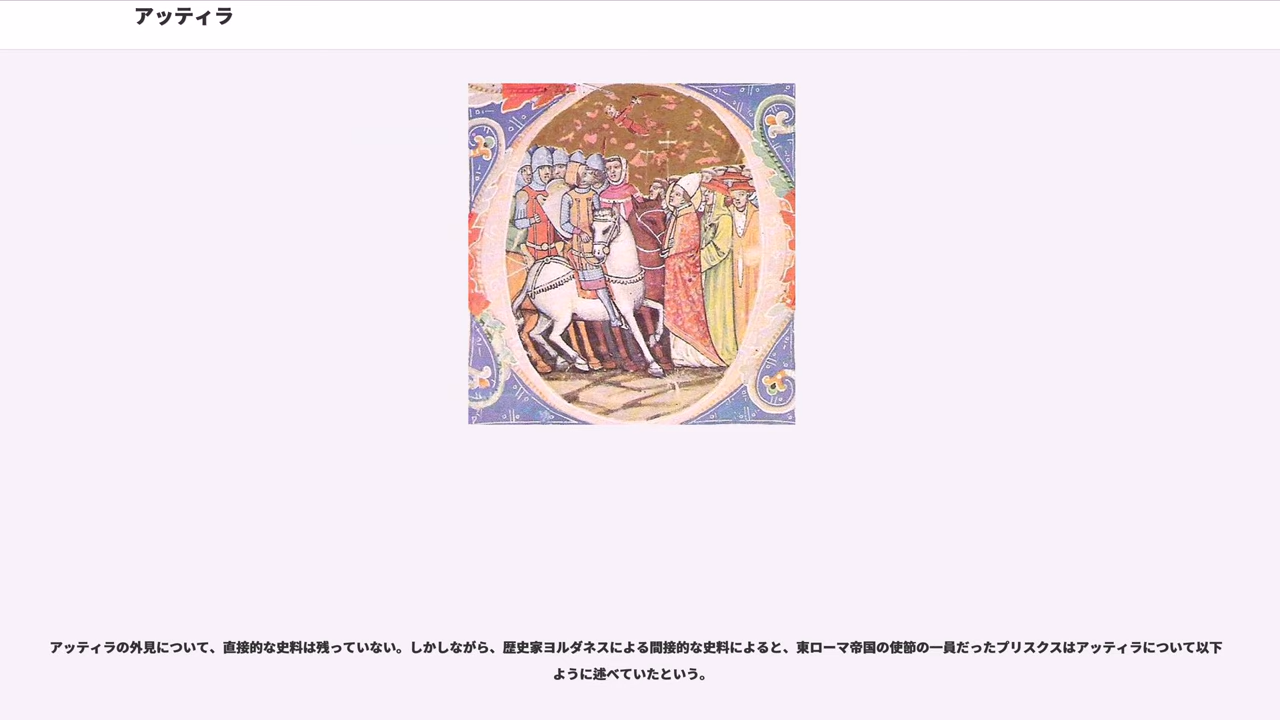 アッティラ
アッティラの外見について、直接的な史料は残っていない。しかしながら、歴史家ヨルダネスによる間接的な史料によると、東ローマ帝国の使節の一員だったプリスクスはアッティラについて以下
ように述べていたという。